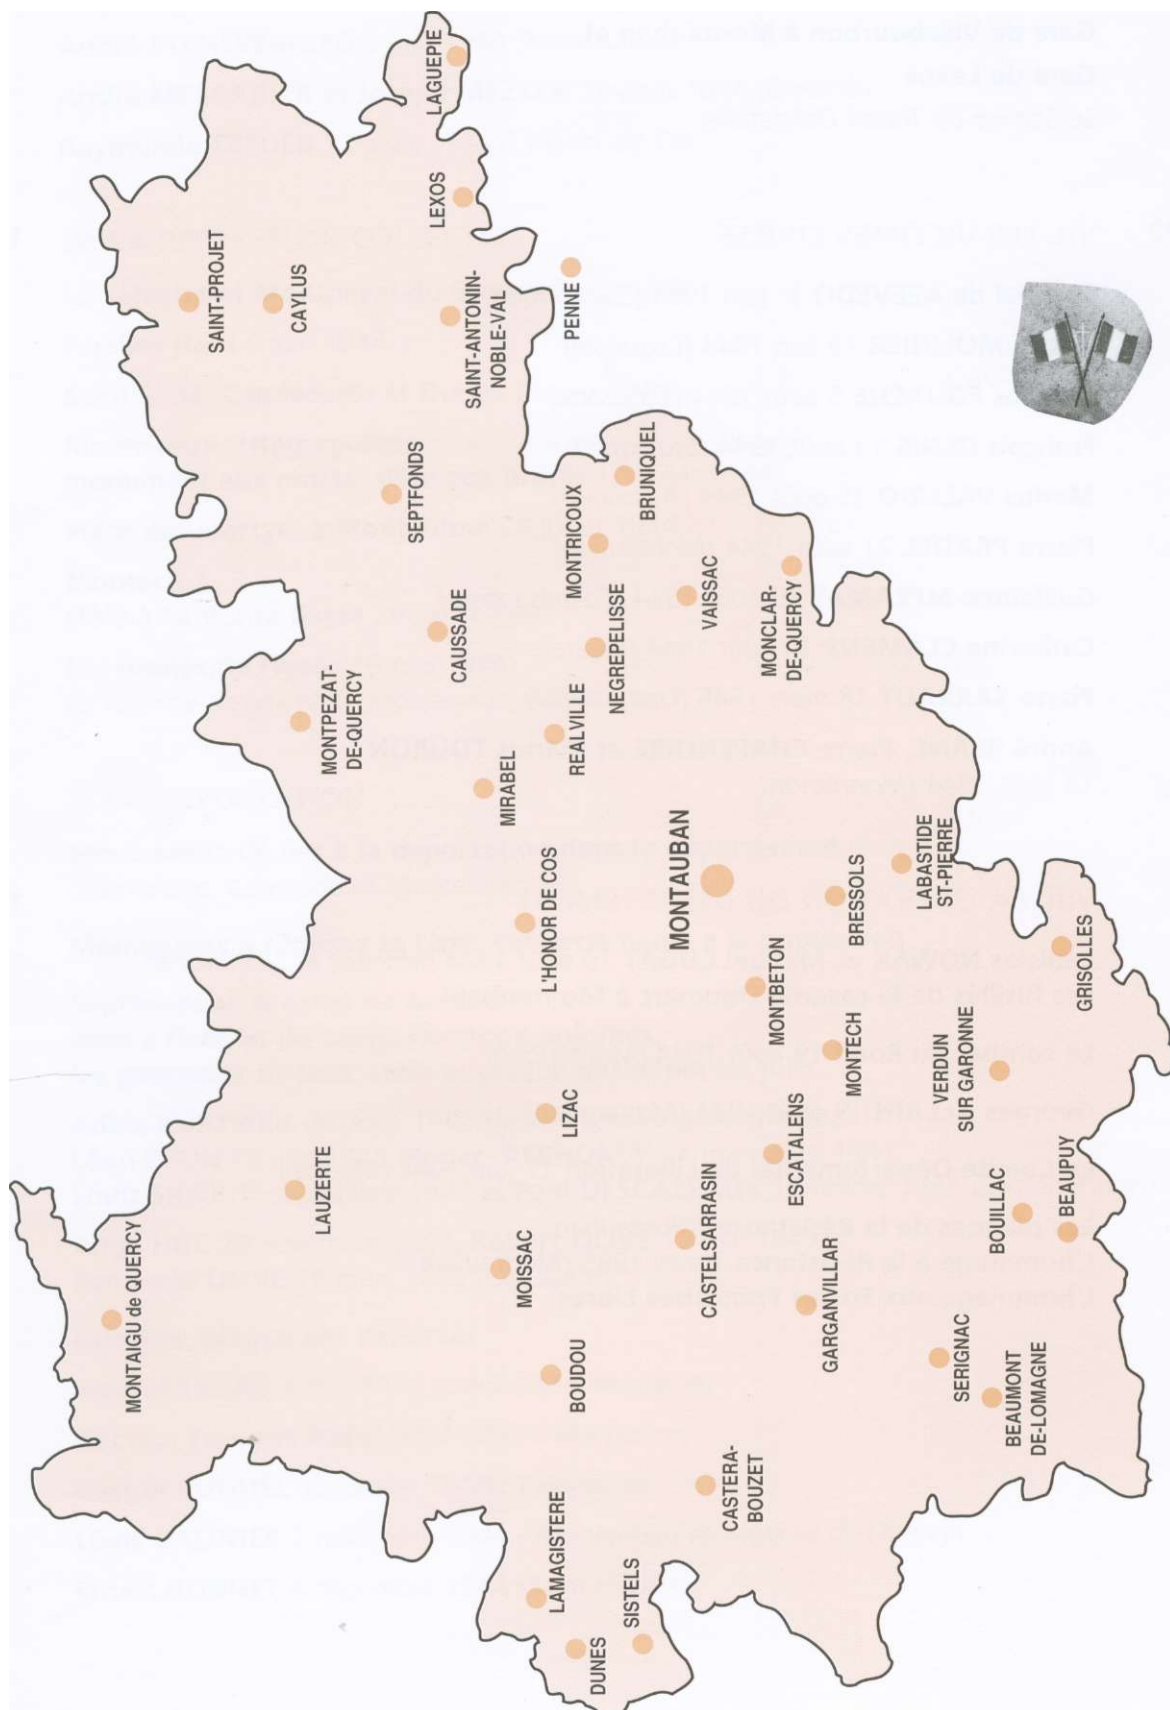 MONTAIGU de QUERCY
SAINT-PROJET
CAYLUS
LAUZERTE
MONTPEZAT-
DE-QUERCY
SEPTFONDS
LAGUEPIE
LEXOS
CAUSSADE
SAINT-ANTONIN-
NOBLE-VAL
MIRABEL
MOISSAC
L'HONOR DE COS
LAMAGISTERE
BOUDOU
LIZAC
REALVILLE
PENNE
MONTRICOUX
DUNES
NEGREPELISSE
SISTELS
BRUNIQUEL
CASTELSARRASIN
MONTAUBAN
VAISSAC
CASTERA-
BOUZET
MONTBETON
ESCATALENS
MONCLAR-
DE-QUERCY
GARGANVILLAR
MONTECH
BRESSOLS
LABASTIDE
ST-PIERE
SERIGNAC
VERDUN
SUR GARONNE
BEAUMONT
DE-LOMAGNE
BOUILLAC
BEAUPUY
GRISOLLES